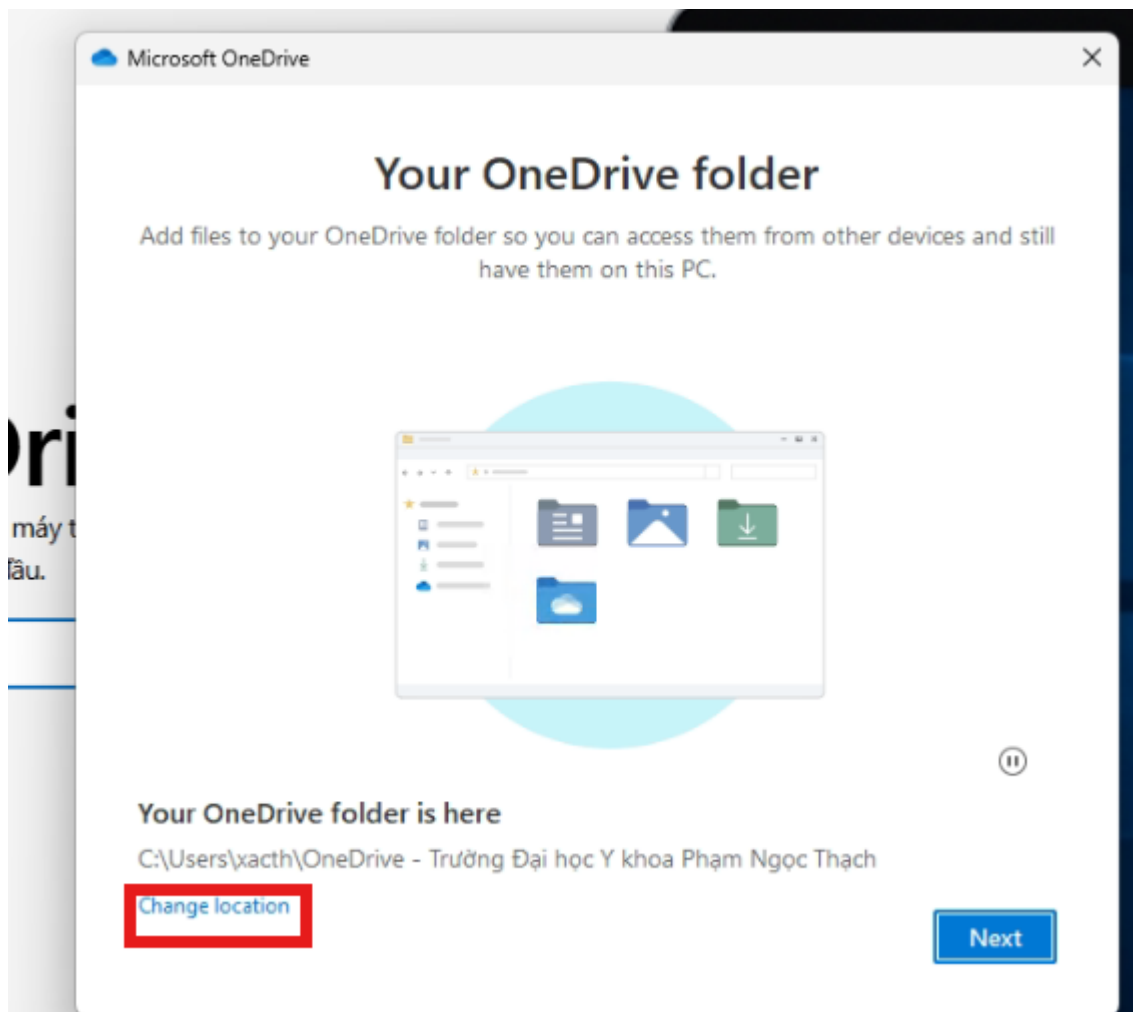 Microsoft OneDrive
Your OneDrive folder
Add files to your OneDrive folder so you can access them from other devices and still
have them on this PC.
Dri
máy t
đầu.
Your OneDrive folder is here
C:\Users\xacth\OneDrive - Trường Đại học Y khoa Phạm Ngọc Thạch
Change location
Next